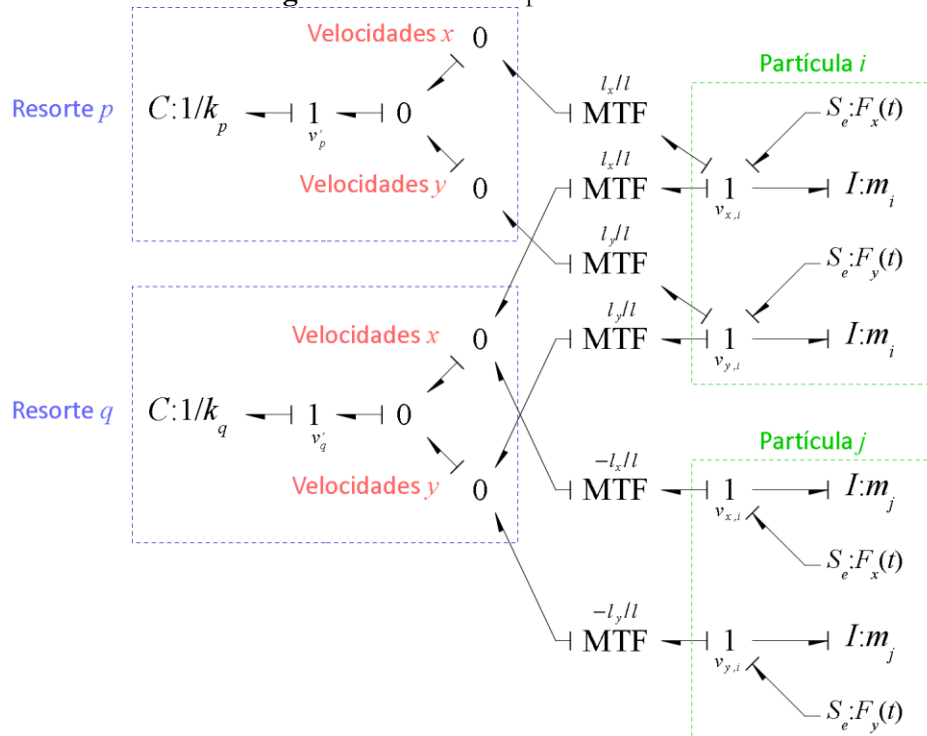 Velocidades x 0
Partícula i
l_x/l
Resorte p C:1/k_p 1 0 MTF S_e:F_x(t)
v'_p
l_x/l
Velocidades y 0 MTF 1 I:m_i
v_{x,i}
l_y/l
MTF S_e:F_y(t)
l_y/l
Velocidades x 0 MTF 1 I:m_i
v_{y,i}
Resorte q C:1/k_q 1 0
v'_q
Partícula j
-l_x/l
Velocidades y 0 MTF 1 I:m_j
v_{x,i}
S_e:F_x(t)
-l_y/l
MTF 1 I:m_j
v_{y,i}
S_e:F_y(t)